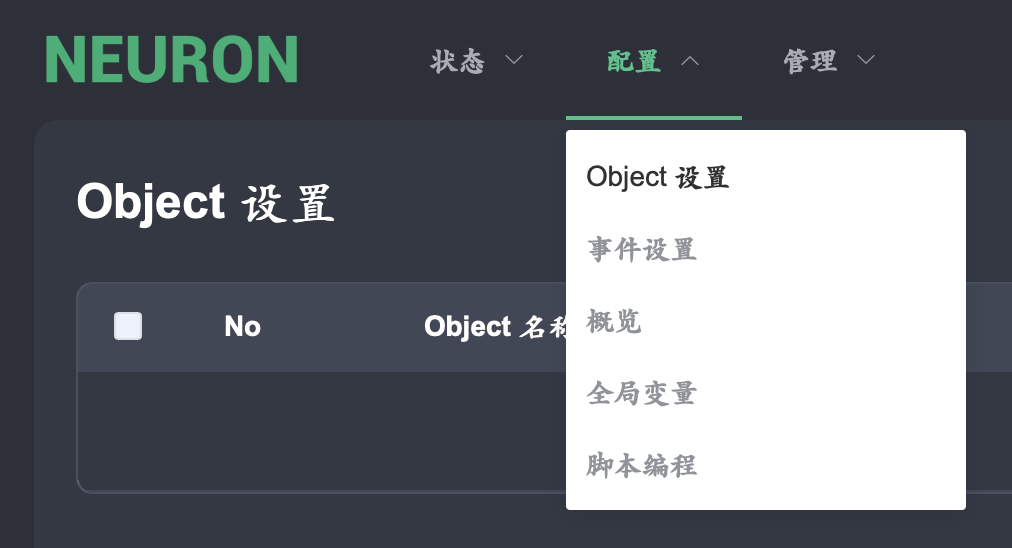 NEURON 状态 配置 管理
Object 设置
Object 设置
事件设置
No Object 名称 概览
全局变量
脚本编程